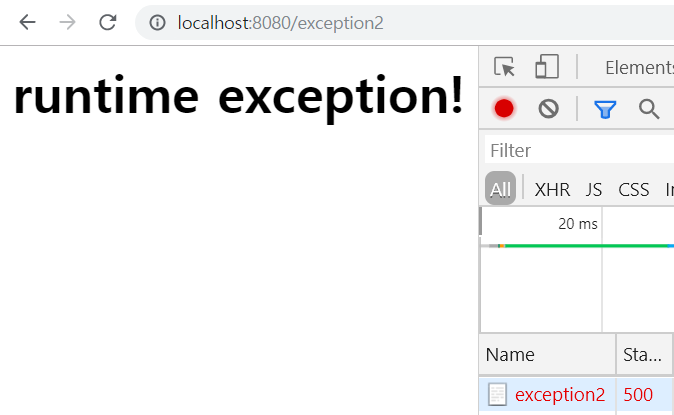 localhost:8080/exception2
runtime exception!
Elements
Filter
All
XHR
JS
CSS
20 ms
Name
Sta...
exception2
500